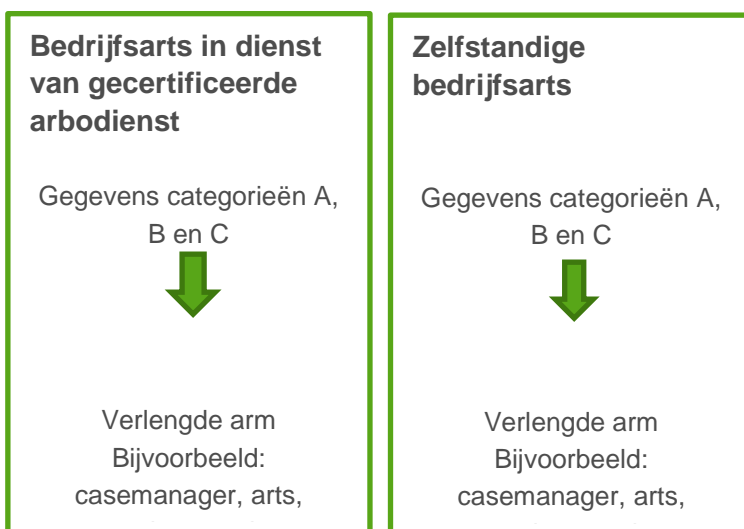 Bedrijfsarts in dienst
van gecertificeerde
arbodienst
Gegevens categorieën A,
B en C
Verlengde arm
Bijvoorbeeld:
casemanager, arts,
Zelfstandige
bedrijfsarts
Gegevens categorieën A,
B en C
Verlengde arm
Bijvoorbeeld:
casemanager, arts,